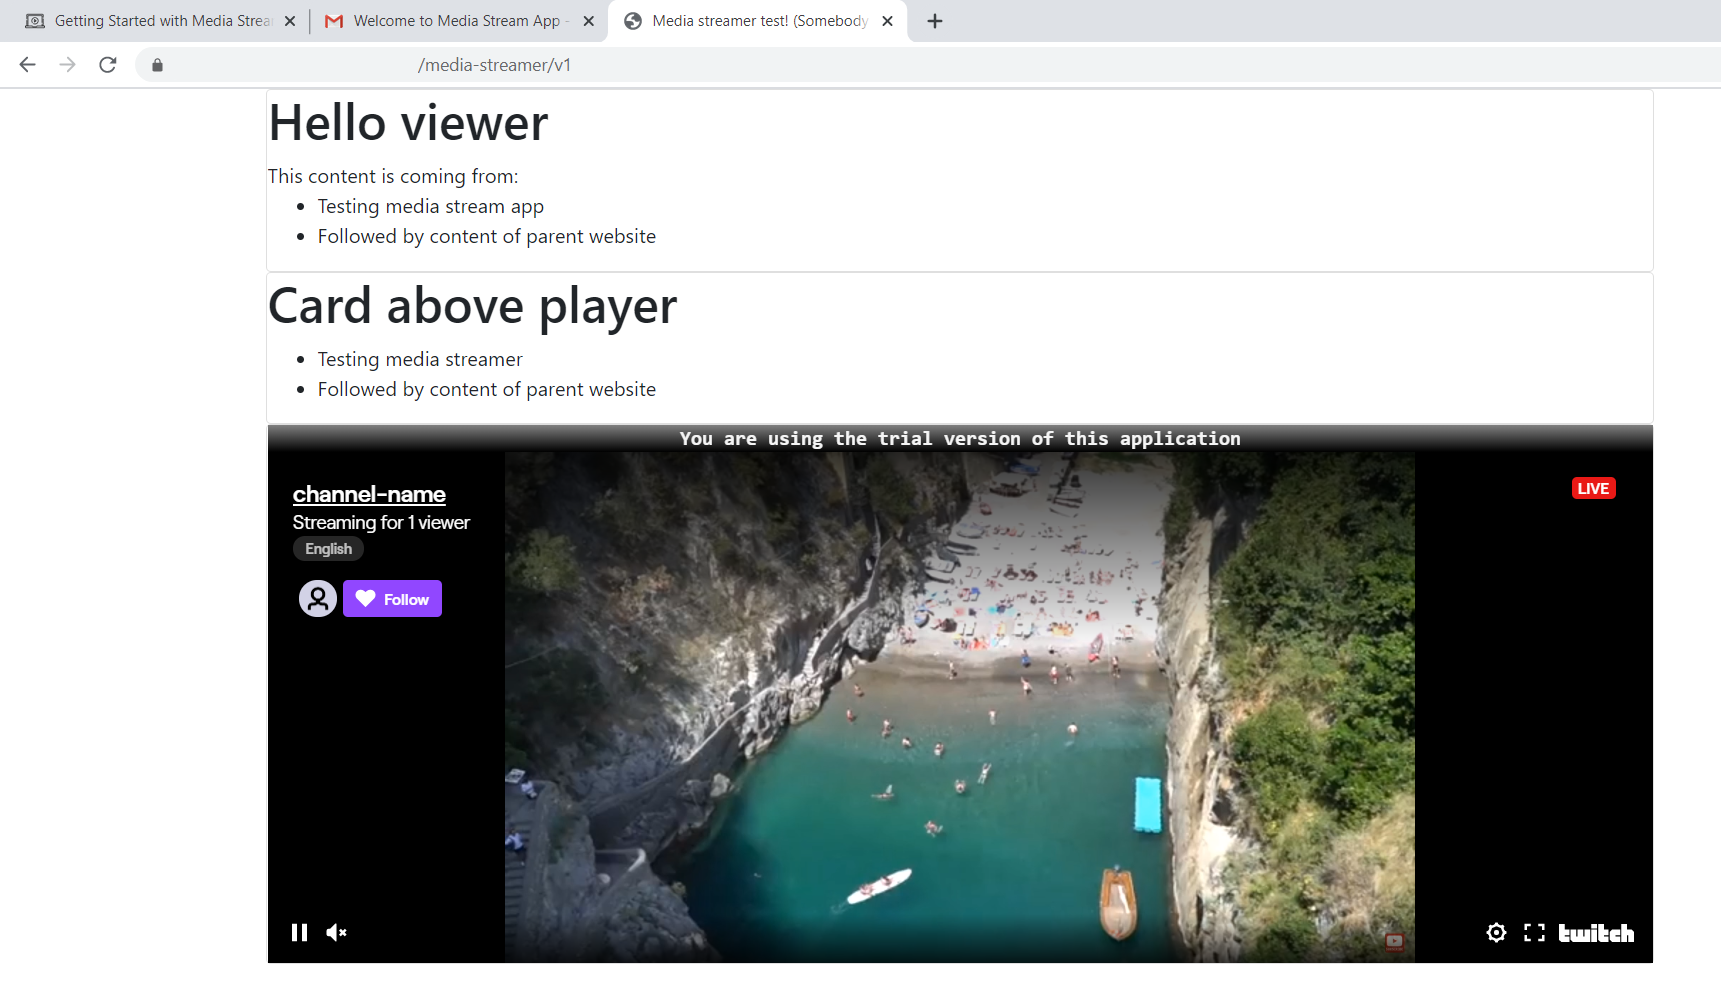 Getting Started with Media Strea
Welcome to Media Stream App -
Media streamer test! (Somebody
/media-streamer/v1
Hello viewer
This content is coming from:
Testing media stream app
Followed by content of parent website
Card above player
Testing media streamer
Followed by content of parent website
You are using the trial version of this application
channel-name
LIVE
Streaming for 1 viewer
English
Follow
twitch